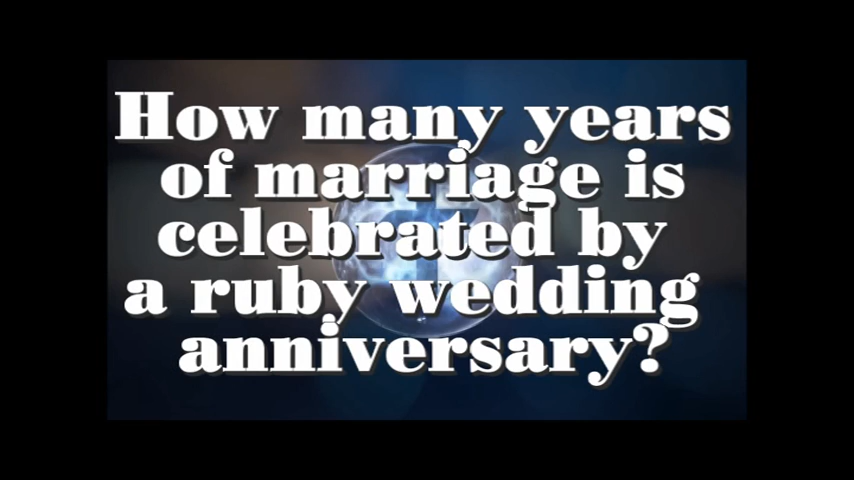 How many years
of marriage is
celebrated by
a ruby wedding
anniversary?